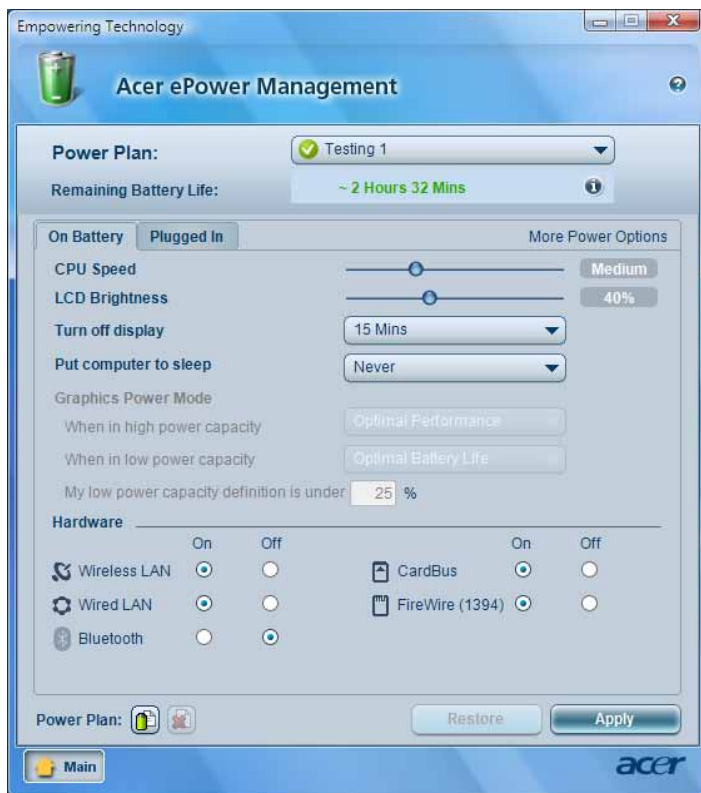 Empowering Technology
Acer ePower Management
Power Plan: Testing 1
Remaining Battery Life: ~ 2 Hours 32 Mins
On Battery Plugged In More Power Options
CPU Speed Medium
LCD Brightness 40%
Turn off display 15 Mins
Put computer to sleep Never
Graphics Power Mode
When in high power capacity Optimal Performance
When in low power capacity Optimal Battery Life
My low power capacity definition is under 25 %
Hardware
On Off On Off
Wireless LAN CardBus
Wired LAN FireWire (1394)
Bluetooth
Power Plan: Restore Apply
Main acer